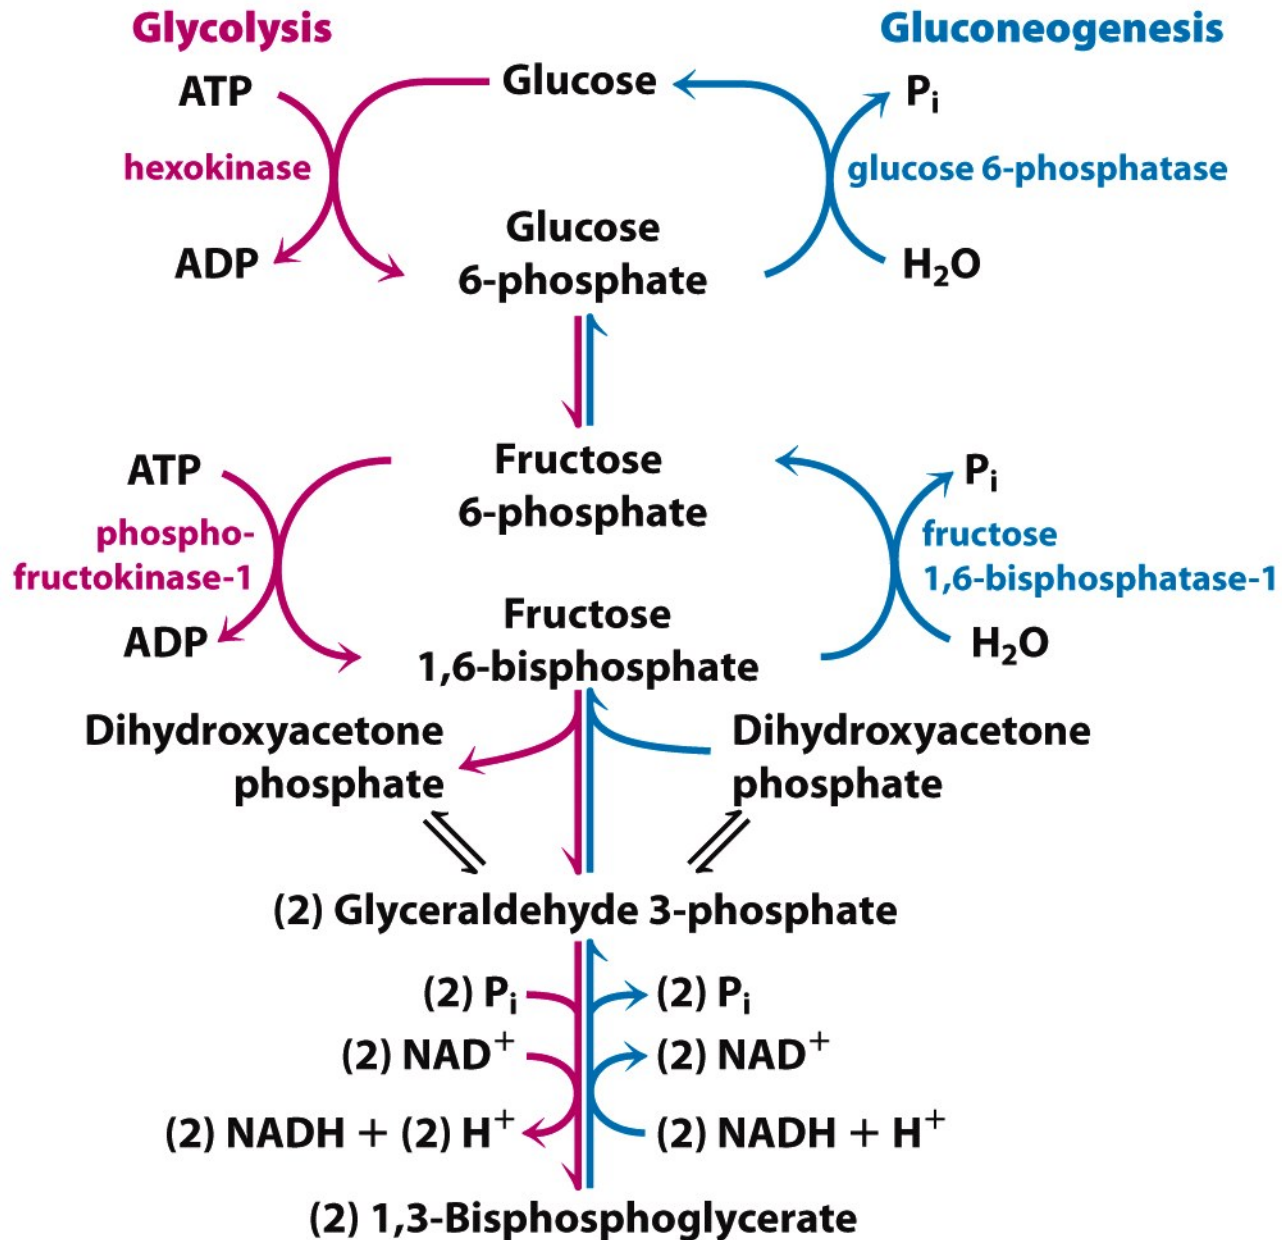 Glycolysis
Gluconeogenesis
ATP
Glucose
Pi
hexokinase
glucose 6-phosphatase
Glucose
6-phosphate
ADP
H2O
ATP
Fructose
6-phosphate
Pi
phospho-
fructokinase-1
fructose
1,6-bisphosphatase-1
ADP
Fructose
1,6-bisphosphate
H2O
Dihydroxyacetone
phosphate
Dihydroxyacetone
phosphate
(2) Glyceraldehyde 3-phosphate
(2) Pi
(2) Pi
(2) NAD+
(2) NAD+
(2) NADH + (2) H+
(2) NADH + H+
(2) 1,3-Bisphosphoglycerate